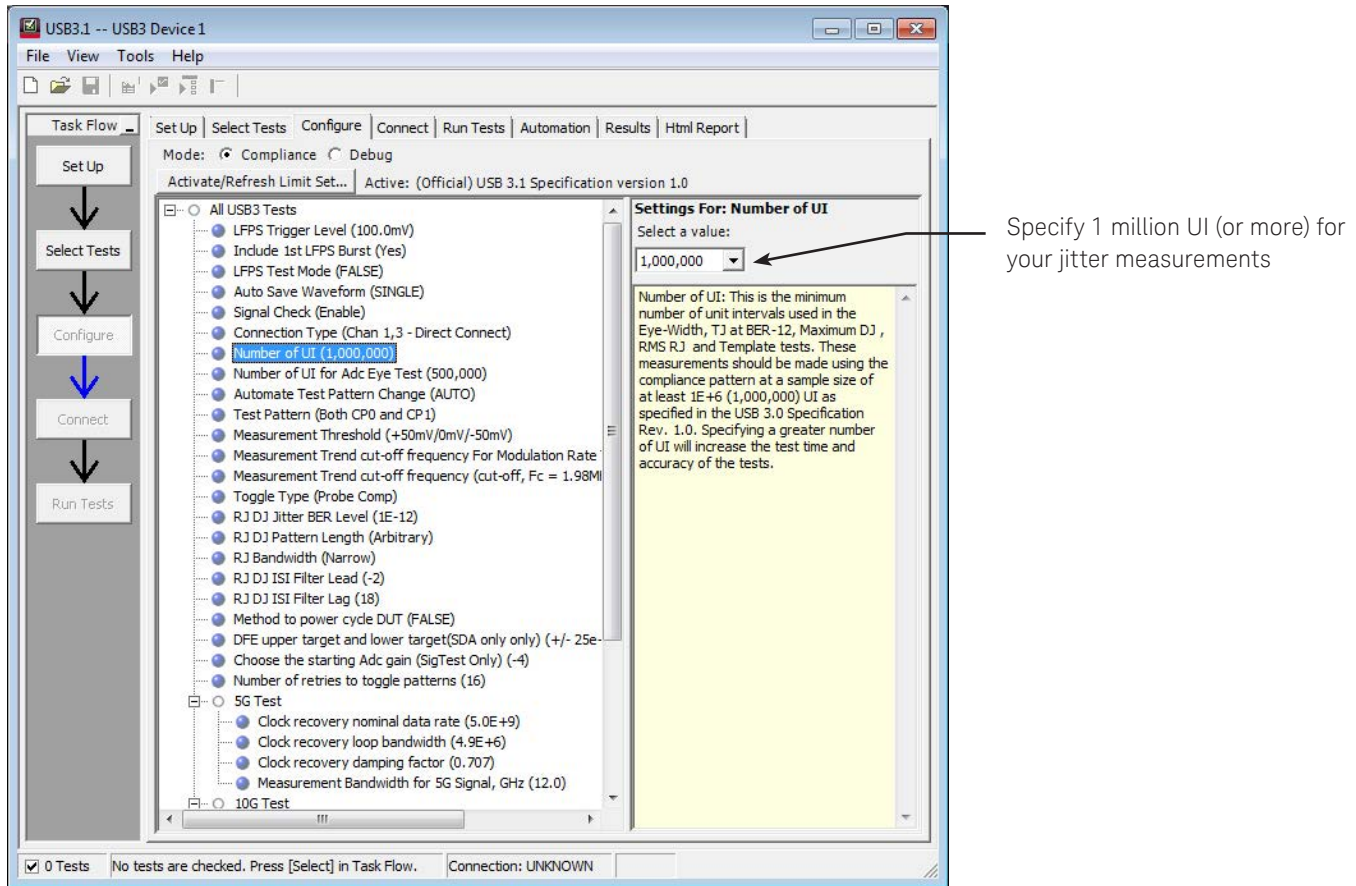 USB3.1 -- USB3 Device 1
File View Tools Help
Task Flow
Set Up
Select Tests
Configure
Connect
Run Tests
Set Up Select Tests Configure Connect Run Tests Automation Results Html Report
Mode: Compliance Debug
Activate/Refresh Limit Set... Active: (Official) USB 3.1 Specification version 1.0
All USB3 Tests
LFPS Trigger Level (100.0mV)
Include 1st LFPS Burst (Yes)
LFPS Test Mode (FALSE)
Auto Save Waveform (SINGLE)
Signal Check (Enable)
Connection Type (Chan 1,3 - Direct Connect)
Number of UI (1,000,000)
Number of UI for Adc Eye Test (500,000)
Automate Test Pattern Change (AUTO)
Test Pattern (Both CP0 and CP1)
Measurement Threshold (+50mV/0mV/-50mV)
Measurement Trend cut-off frequency For Modulation Rate
Measurement Trend cut-off frequency (cut-off, Fc = 1.98M
Toggle Type (Probe Comp)
RJ DJ Jitter BER Level (1E-12)
RJ DJ Pattern Length (Arbitrary)
RJ Bandwidth (Narrow)
RJ DJ ISI Filter Lead (-2)
RJ DJ ISI Filter Lag (18)
Method to power cycle DUT (FALSE)
DFE upper target and lower target(SDA only only) (+/- 25e-
Choose the starting Adc gain (SigTest Only) (-4)
Number of retries to toggle patterns (16)
5G Test
Clock recovery nominal data rate (5.0E+9)
Clock recovery loop bandwidth (4.9E+6)
Clock recovery damping factor (0.707)
Measurement Bandwidth for 5G Signal, GHz (12.0)
10G Test
Settings For: Number of UI
Select a value:
1,000,000
Number of UI: This is the minimum
number of unit intervals used in the
Eye-Width, TJ at BER-12, Maximum DJ ,
RMS RJ and Template tests. These
measurements should be made using the
compliance pattern at a sample size of
at least 1E+6 (1,000,000) UI as
specified in the USB 3.0 Specification
Rev. 1.0. Specifying a greater number
of UI will increase the test time and
accuracy of the tests.
Specify 1 million UI (or more) for
your jitter measurements
0 Tests No tests are checked. Press [Select] in Task Flow. Connection: UNKNOWN